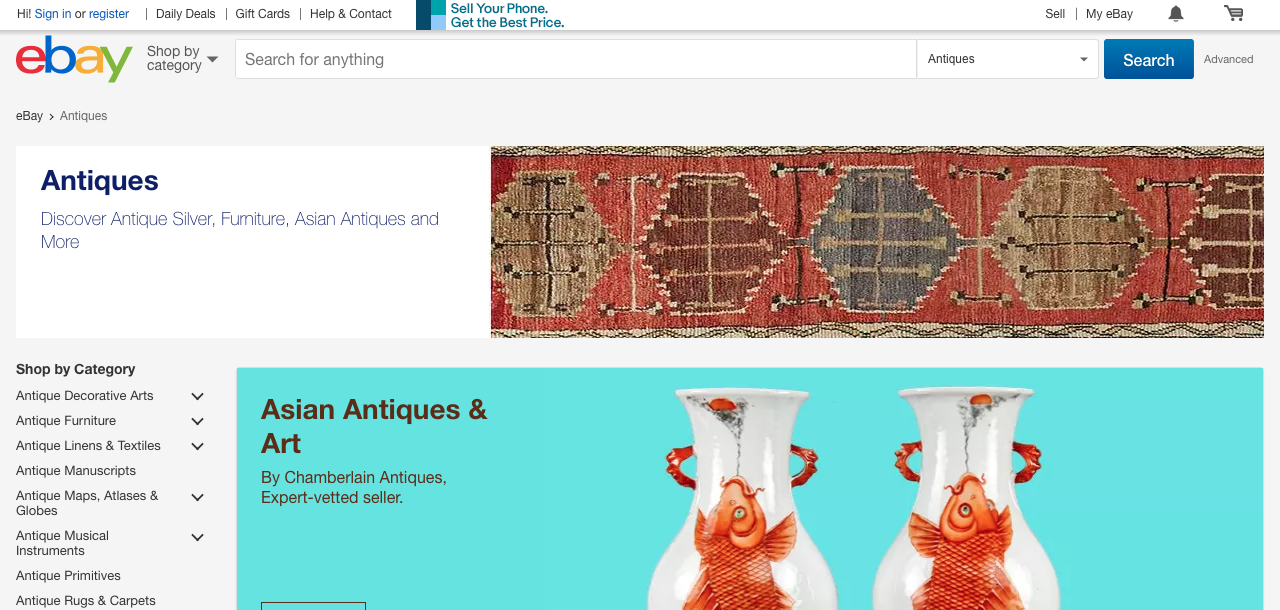 Hi! Sign in or register
Daily Deals
Gift Cards
Help & Contact
Sell Your Phone.
Get the Best Price.
Sell
My eBay
ebay
Shop by
category
Search for anything
Antiques
Search
Advanced
eBay
Antiques
Antiques
Discover Antique Silver, Furniture, Asian Antiques and
More
Shop by Category
Antique Decorative Arts
Antique Furniture
Antique Linens & Textiles
Antique Manuscripts
Antique Maps, Atlases &
Globes
Antique Musical
Instruments
Antique Primitives
Antique Rugs & Carpets
Asian Antiques &
Art
By Chamberlain Antiques,
Expert-vetted seller.